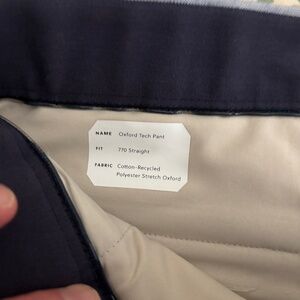 NAME Oxford Tech Pant
FIT 770 Straight
FABRIC Cotton-Recycled
Polyester Stretch Oxford